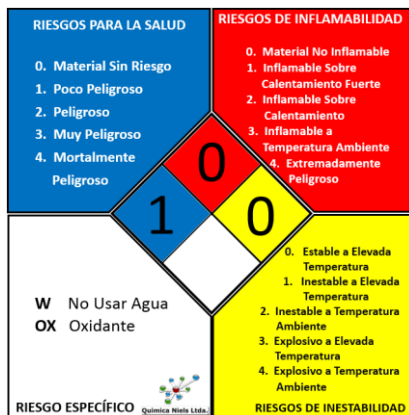 RIESGOS PARA LA SALUD
0. Material Sin Riesgo
1. Poco Peligroso
2. Peligro
3. Muy Peligroso
4. Mortalmente
Peligroso
RIESGOS DE INFLAMABILIDAD
0. Material No Inflamable
1. Inflamable Sobre
Calentamiento Fuerte
2. Inflamable Sobre
Calentamiento
3. Inflamable a
Temperatura Ambiente
4. Extremadamente
Peligroso
0
1
0
W No Usar Agua
OX Oxidante
RIESGO ESPECÍFICO
Quimica Niels Ltda.
0. Estable a Elevada
Temperatura
1. Inestable a Elevada
Temperatura
2. Inestable a Temperatura
Ambiente
3. Explosivo a Elevada
Temperatura
4. Explosivo a Temperatura
Ambiente
RIESGOS DE INESTABILIDAD